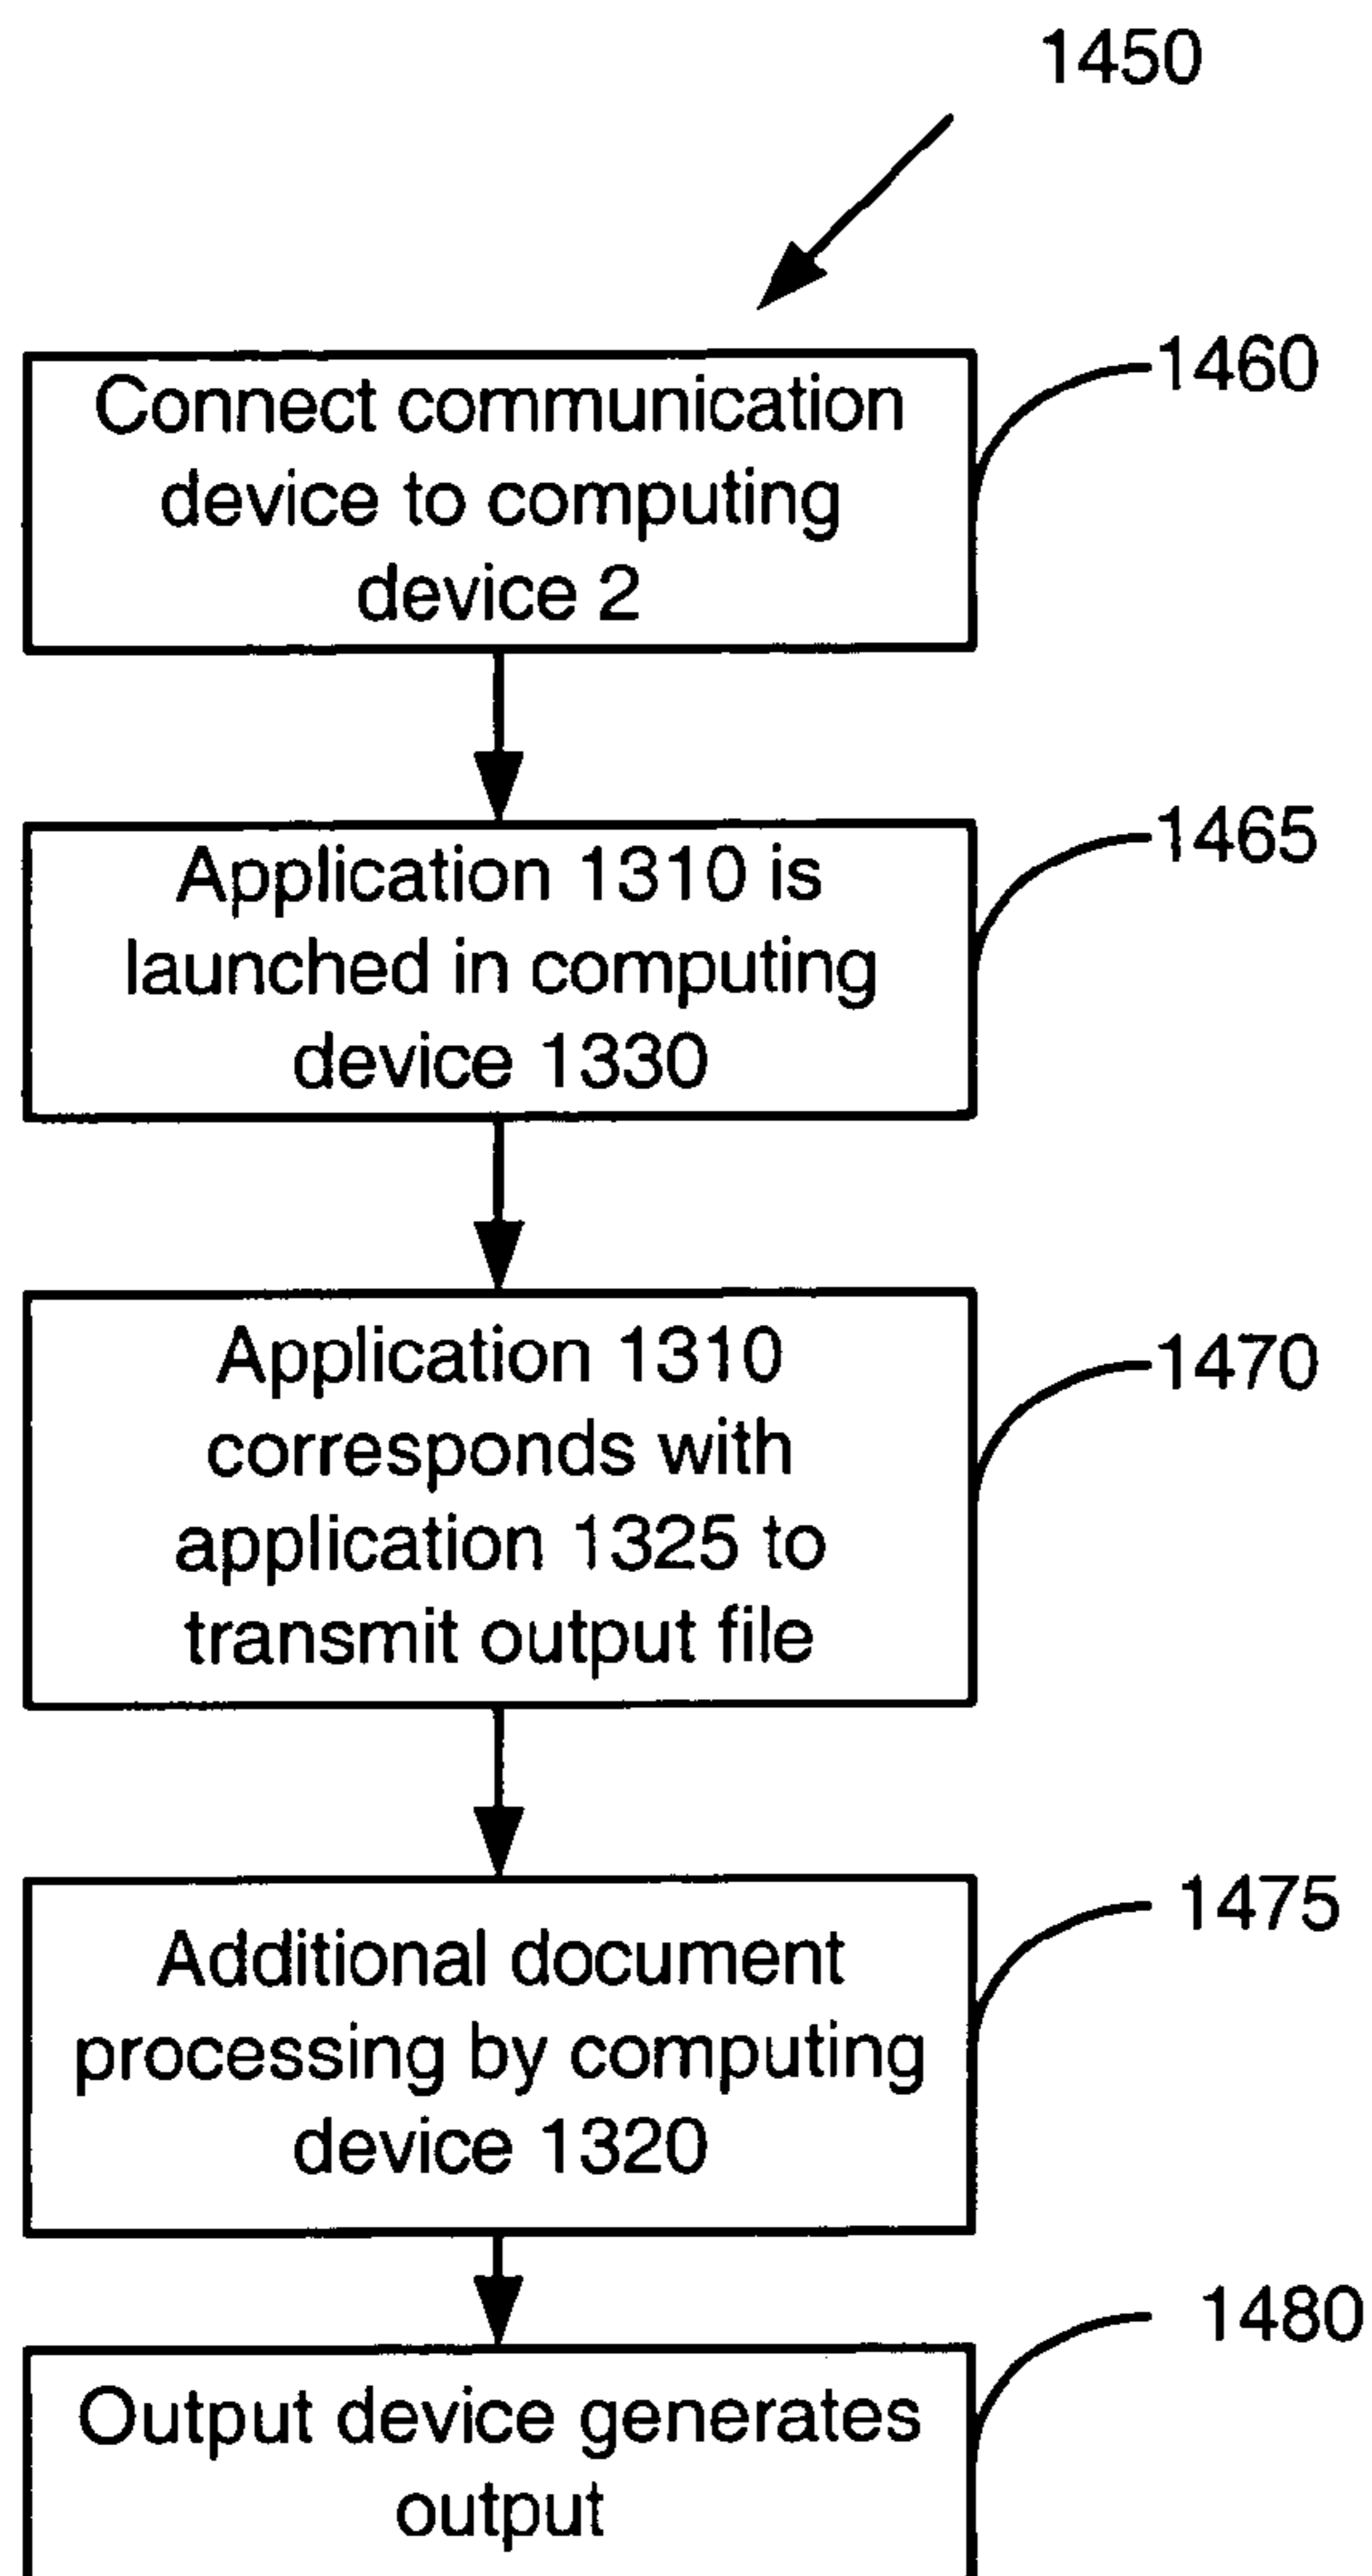 1450
1460
Connect communication
device to computing
device 2
1465
Application 1310 is
launched in computing
device 1330
1470
Application 1310
corresponds with
application 1325 to
transmit output file
1475
Additional document
processing by computing
device 1320
1480
Output device generates
output